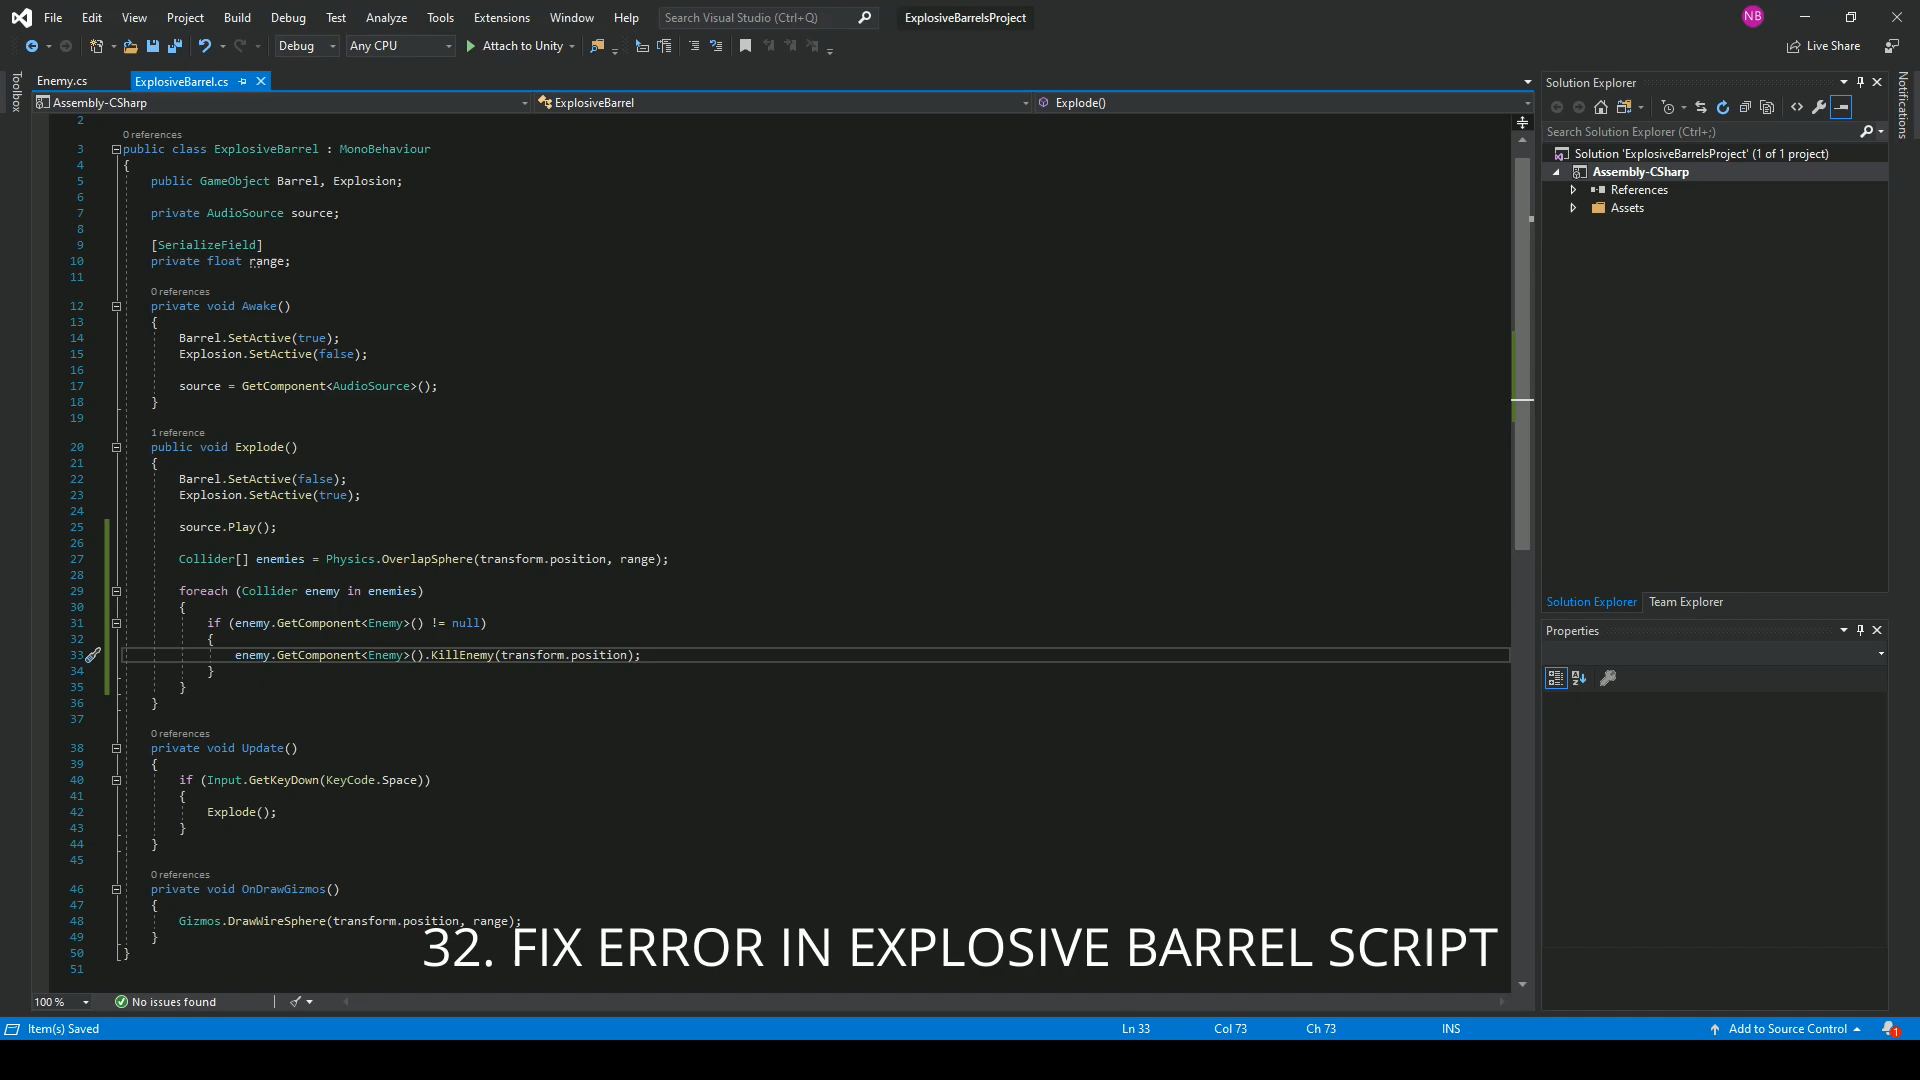 File Edit View Project Build Debug Test Analyze Tools Extensions Window Help Search Visual Studio (Ctrl+Q) ExplosiveBarrelsProject NB
Debug Any CPU Attach to Unity Live Share
Toolbox
Enemy.cs ExplosiveBarrel.cs
Assembly-CSharp ExplosiveBarrel Explode()
2
0 references
3 public class ExplosiveBarrel : MonoBehaviour
4 {
5 public GameObject Barrel, Explosion;
6
7 private AudioSource source;
8
9 [SerializeField]
10 private float range;
11
0 references
12 private void Awake()
13 {
14 Barrel.SetActive(true);
15 Explosion.SetActive(false);
16
17 source = GetComponent<AudioSource>();
18 }
19
1 reference
20 public void Explode()
21 {
22 Barrel.SetActive(false);
23 Explosion.SetActive(true);
24
25 source.Play();
26
27 Collider[] enemies = Physics.OverlapSphere(transform.position, range);
28
29 foreach (Collider enemy in enemies)
30 {
31 if (enemy.GetComponent<Enemy>() != null)
32 {
33 enemy.GetComponent<Enemy>().KillEnemy(transform.position);
34 }
35 }
36 }
37
0 references
38 private void Update()
39 {
40 if (Input.GetKeyDown(KeyCode.Space))
41 {
42 Explode();
43 }
44 }
45
0 references
46 private void OnDrawGizmos()
47 {
48 Gizmos.DrawWireSphere(transform.position, range);
49 }
50 }
51
32. FIX ERROR IN EXPLOSIVE BARREL SCRIPT
100 % No issues found
Solution Explorer
Search Solution Explorer (Ctrl+;)
Solution 'ExplosiveBarrelsProject' (1 of 1 project)
Assembly-CSharp
References
Assets
Solution Explorer Team Explorer
Properties
Notifications
Item(s) Saved Ln 33 Col 73 Ch 73 INS Add to Source Control 1